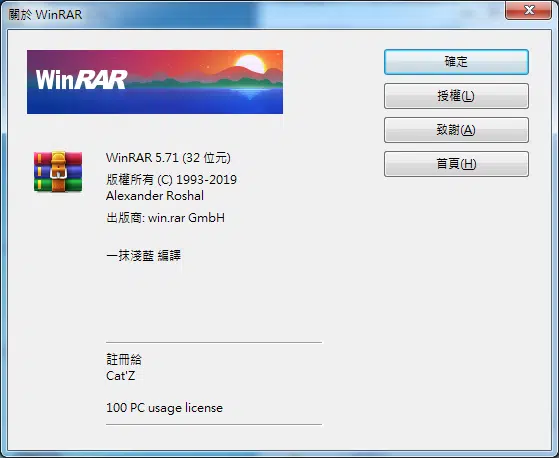 關於 WinRAR
WinRAR
確定
授權(L)
致謝(A)
首頁(H)
WinRAR 5.71 (32 位元)
版權所有 (C) 1993-2019
Alexander Roshal
出版商: win.rar GmbH
一抹淺藍 編譯
註冊給
Cat'Z
100 PC usage license